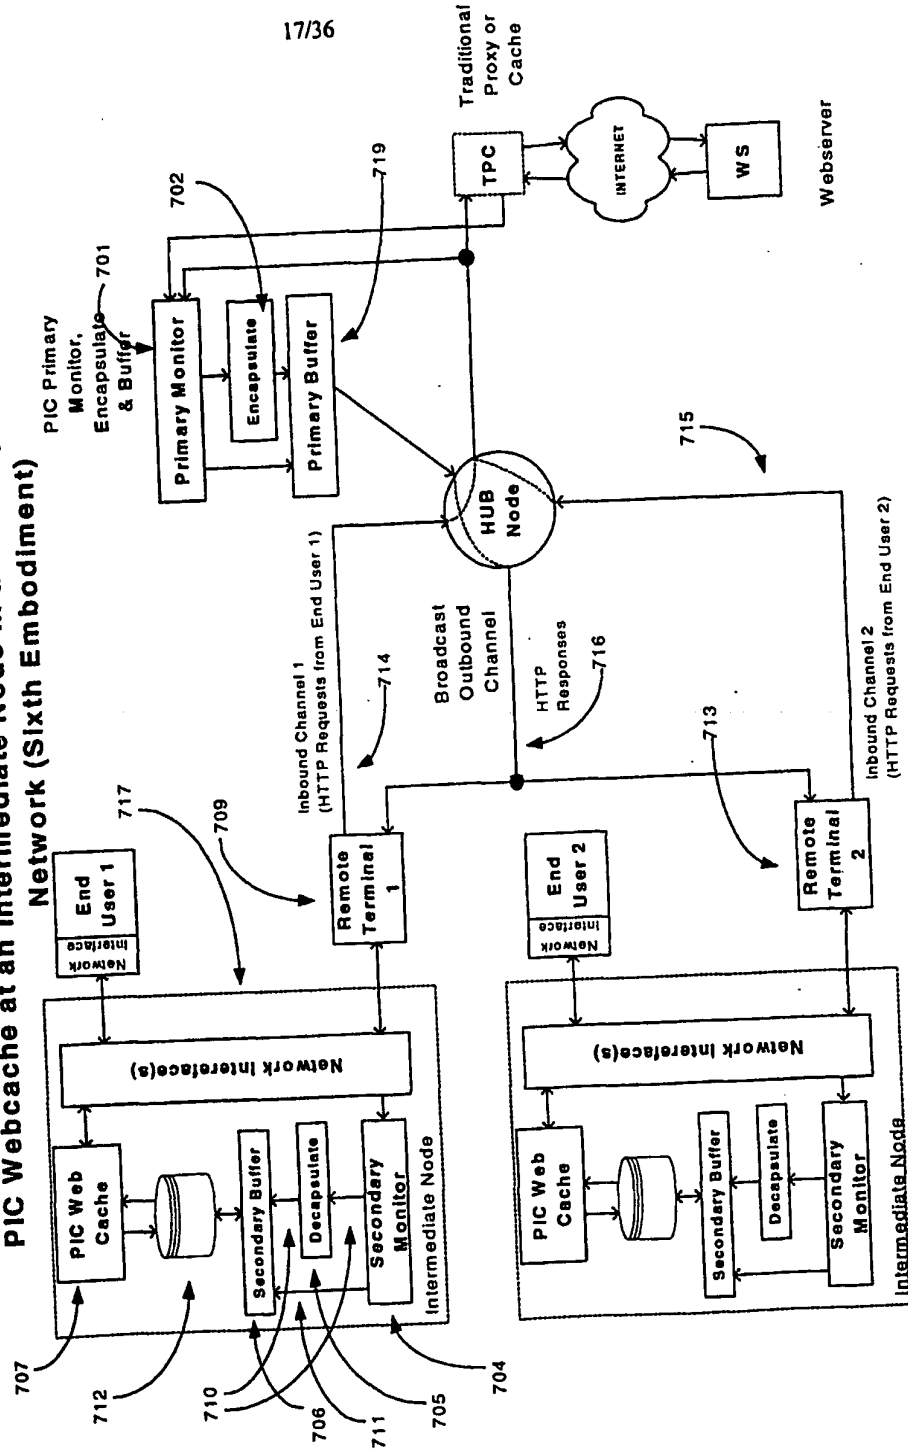 17/36
PIC Webcache at an Intermediate Node in a
Network (Sixth Embodiment)
PIC Primary
Monitor,
Encapsulate
& Buffer
701
702
719
Primary Monitor
Encapsulate
Primary Buffer
Traditional
Proxy or
Cache
TPC
INTERNET
WS
Webserver
HUB
Node
715
Inbound Channel 1
(HTTP Requests from End User 1)
714
Broadcast
Outbound
Channel
HTTP
Responses
716
713
Inbound Channel 2
(HTTP Requests from End User 2)
717
709
End
User 1
Network
Interface
Remote
Terminal
1
End
User 2
Network
Interface
Remote
Terminal
2
Network Intereface(s)
PIC Web
Cache
Secondary Buffer
Decapsulate
Secondary
Monitor
Intermediate Node
707
712
710
706
711
705
704
Network Intereface(s)
PIC Web
Cache
Secondary Buffer
Decapsulate
Secondary
Monitor
Intermediate Node